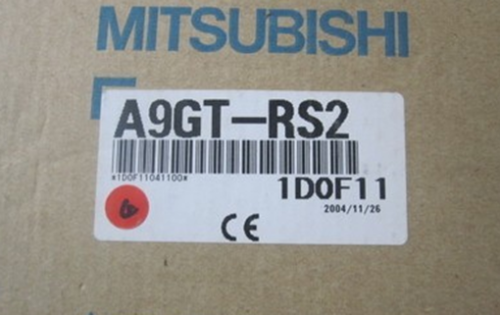 MITSUBISHI
A9GT-RS2
*1D0F11041100*
1D0F11
2004/11/26
CE